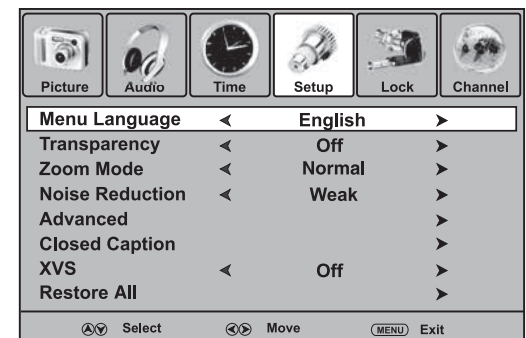 Picture Audio Time Setup Lock Channel
Menu Language English
Transparency Off
Zoom Mode Normal
Noise Reduction Weak
Advanced
Closed Caption
XVS Off
Restore All
Select Move MENU Exit